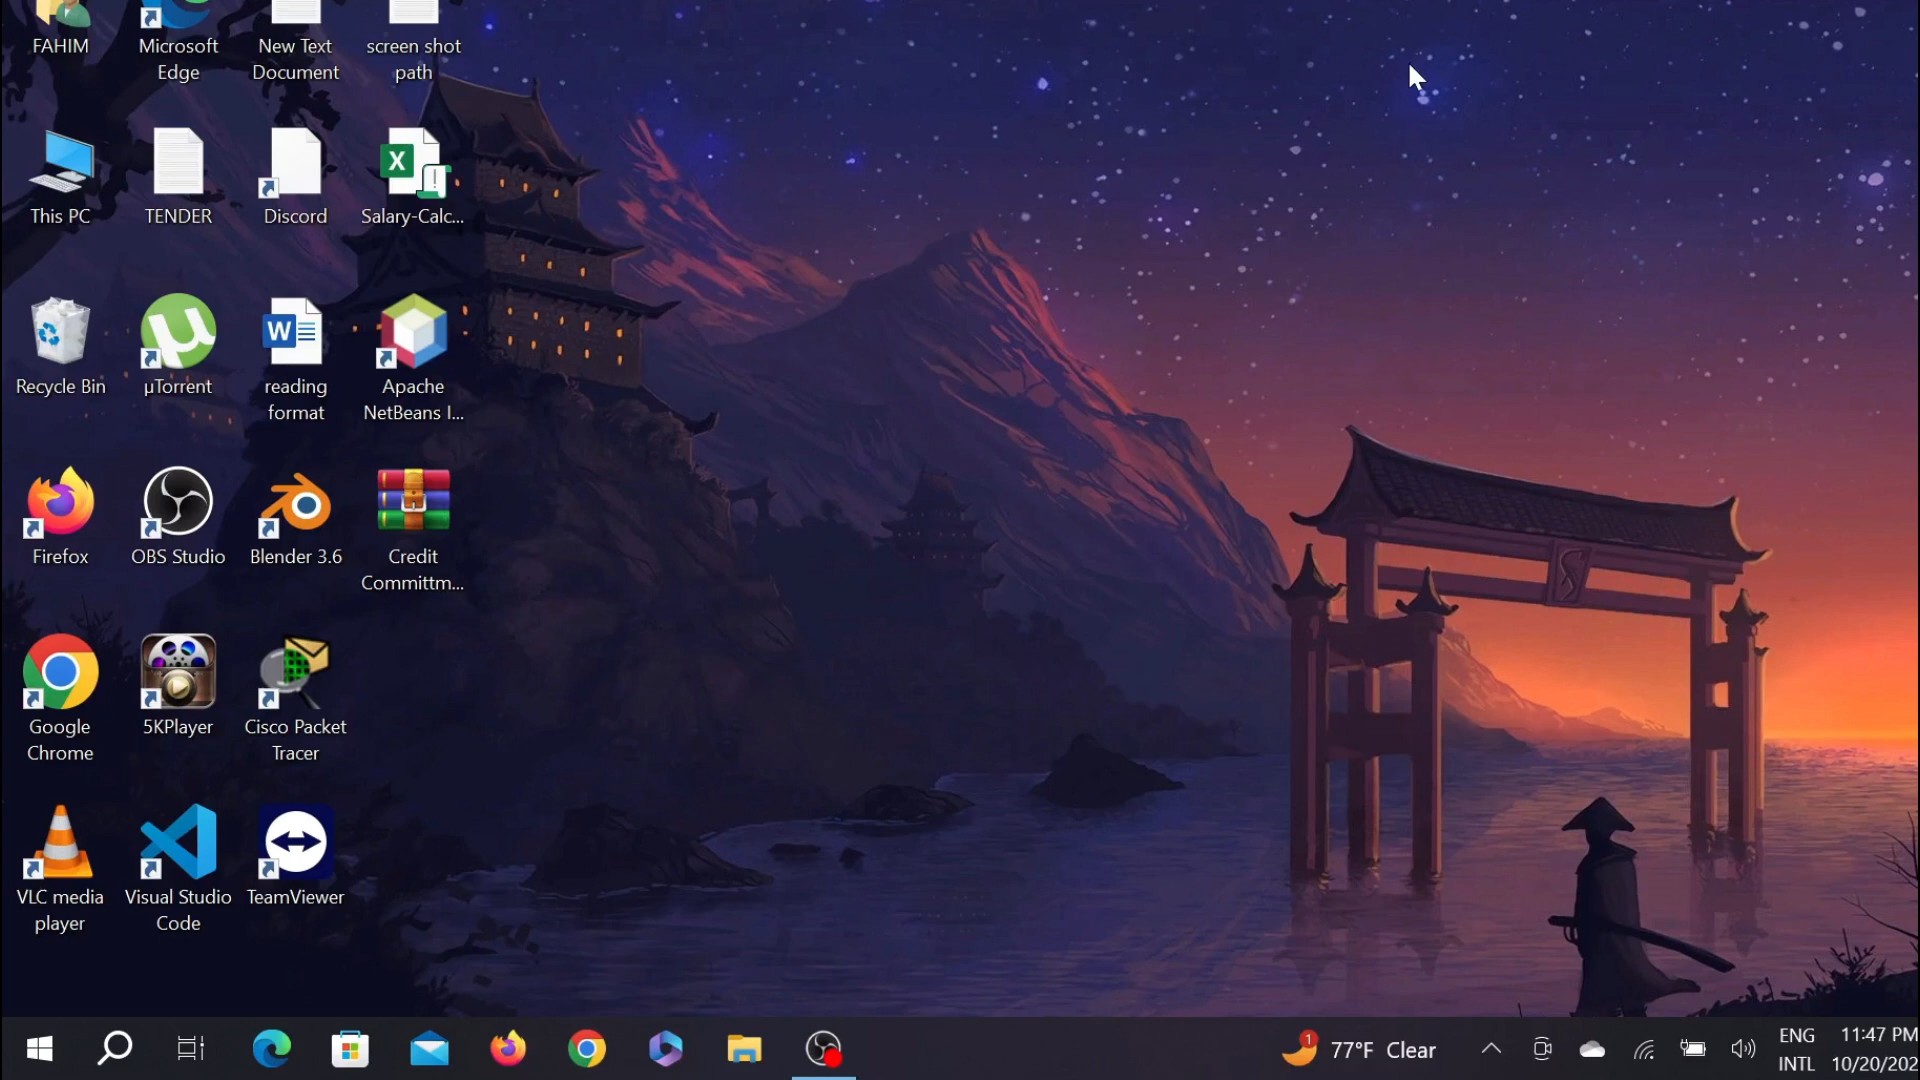 FAHIM
Microsoft
Edge
New Text
Document
screen shot
path
This PC
TENDER
Discord
Salary-Calc...
Recycle Bin
µTorrent
reading
format
Apache
NetBeans I...
Firefox
OBS Studio
Blender 3.6
Credit
Committm...
Google
Chrome
5KPlayer
Cisco Packet
Tracer
VLC media
player
Visual Studio
Code
TeamViewer
1
77°F Clear
ENG
INTL
11:47 PM
10/20/202